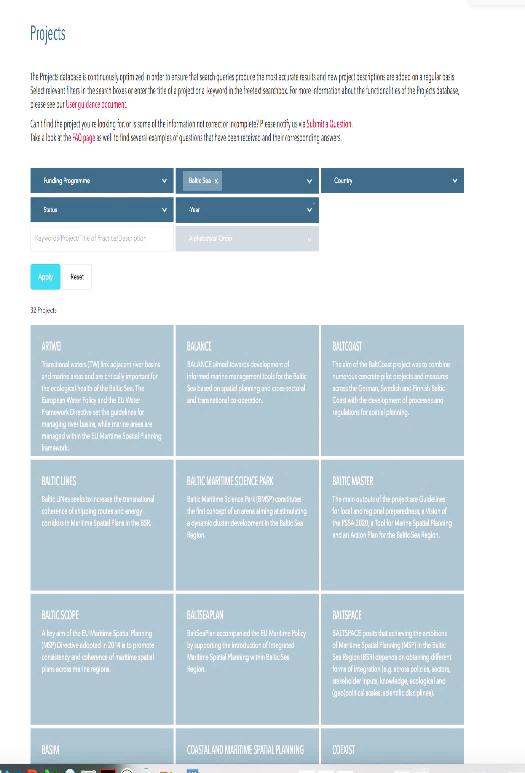 Projects
The Projects database is continuously optimized in order to ensure that search queries produce the most accurate results and new project descriptions are added on a regular basis.
Select relevant filters in the search boxes or enter the title of a project or a keyword in the freetext searchbox. For more information about the functionalities of the Projects database,
please see our User guidance document.
Can't find the project you're looking for, or is some of the information not correct or incomplete? Please notify us via Submit a Question.
Take a look at the FAQ page as well to find several examples of questions that have been received and their corresponding answers.
Funding Programme
Baltic Sea x
Country
Status
-Year
Keywords/Project/Title of Practice/Description
Alphabetical Order
Apply
Reset
32 Projects
ARTWEI
Transitional waters (TW) link adjacent river basins
and marine areas and are critically important for
the ecological health of the Baltic Sea. The
European Water Policy and the EU Water
Framework Directive set the guidelines for
managing river basins, while marine areas are
managed within the EU Maritime Spatial Planning
framework.
BALANCE
BALANCE aimed towards development of
informed marine management tools for the Baltic
Sea based on spatial planning and cross-sectoral
and transnational co-operation.
BALTCOAST
The aim of the BaltCoast project was to combine
numerous concrete pilot projects and measures
across the German, Swedish and Finnish Baltic
Coast with the development of processes and
regulations for spatial planning.
BALTIC LINES
Baltic LINes seeks to increase the transnational
coherence of shipping routes and energy
corridors in Maritime Spatial Plans in the BSR.
BALTIC MARITIME SCIENCE PARK
Baltic Maritime Science Park (BMSP) constitutes
the first concept of an arena aiming at stimulating
a dynamic cluster development in the Baltic Sea
Region.
BALTIC MASTER
The main outputs of the project are Guidelines
for local and regional preparedness, a Vision of
the PSSA 2020, a Tool for Marine Spatial Planning
and an Action Plan for the Baltic Sea Region.
BALTIC SCOPE
A key aim of the EU Maritime Spatial Planning
(MSP) Directive adopted in 2014 is to promote
consistency and coherence of maritime spatial
plans across marine regions.
BALTSEAPLAN
BaltSeaPlan accompanied the EU Maritime Policy
by supporting the introduction of Integrated
Maritime Spatial Planning within Baltic Sea
Region.
BALTSPACE
BALTSPACE posits that achieving the ambitions
of Maritime Spatial Planning (MSP) in the Baltic
Sea Region (BSR) depends on obtaining different
forms of integration (e.g. across policies, sectors,
stakeholder inputs, knowledge, ecological and
(geo)political scales, scientific disciplines).
BASIM
COASTAL AND MARITIME SPATIAL PLANNING
COEXIST